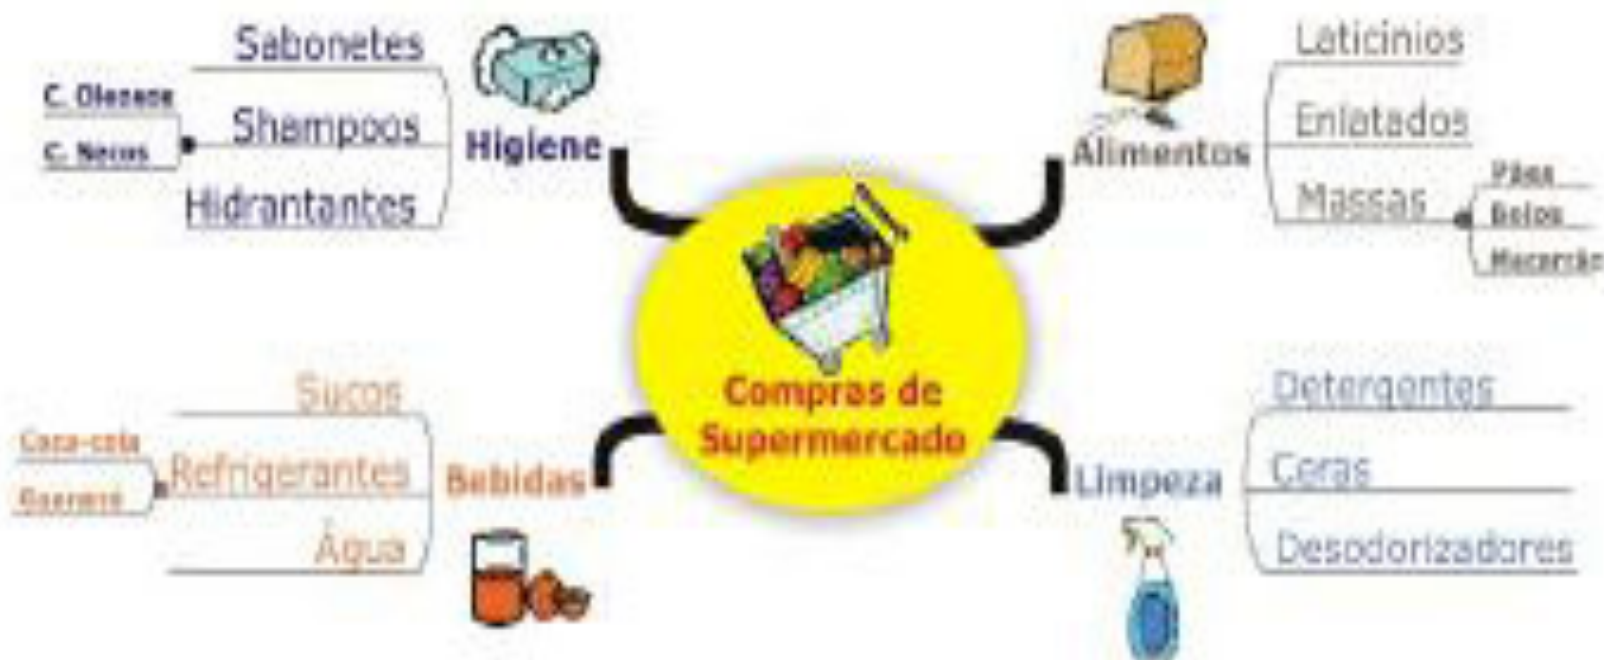 Sabonetes
C. Oleosos
Shampoos
C. Secos
Hidrantantes
Higiene
Laticínios
Enlatados
Massas
Pães
Bolos
Macarrão
Alimentos
Compras de
Supermercado
Sucos
Coca-cola
Refrigerantes
Guaraná
Água
Bebidas
Detergentes
Ceras
Desodorizadores
Limpeza